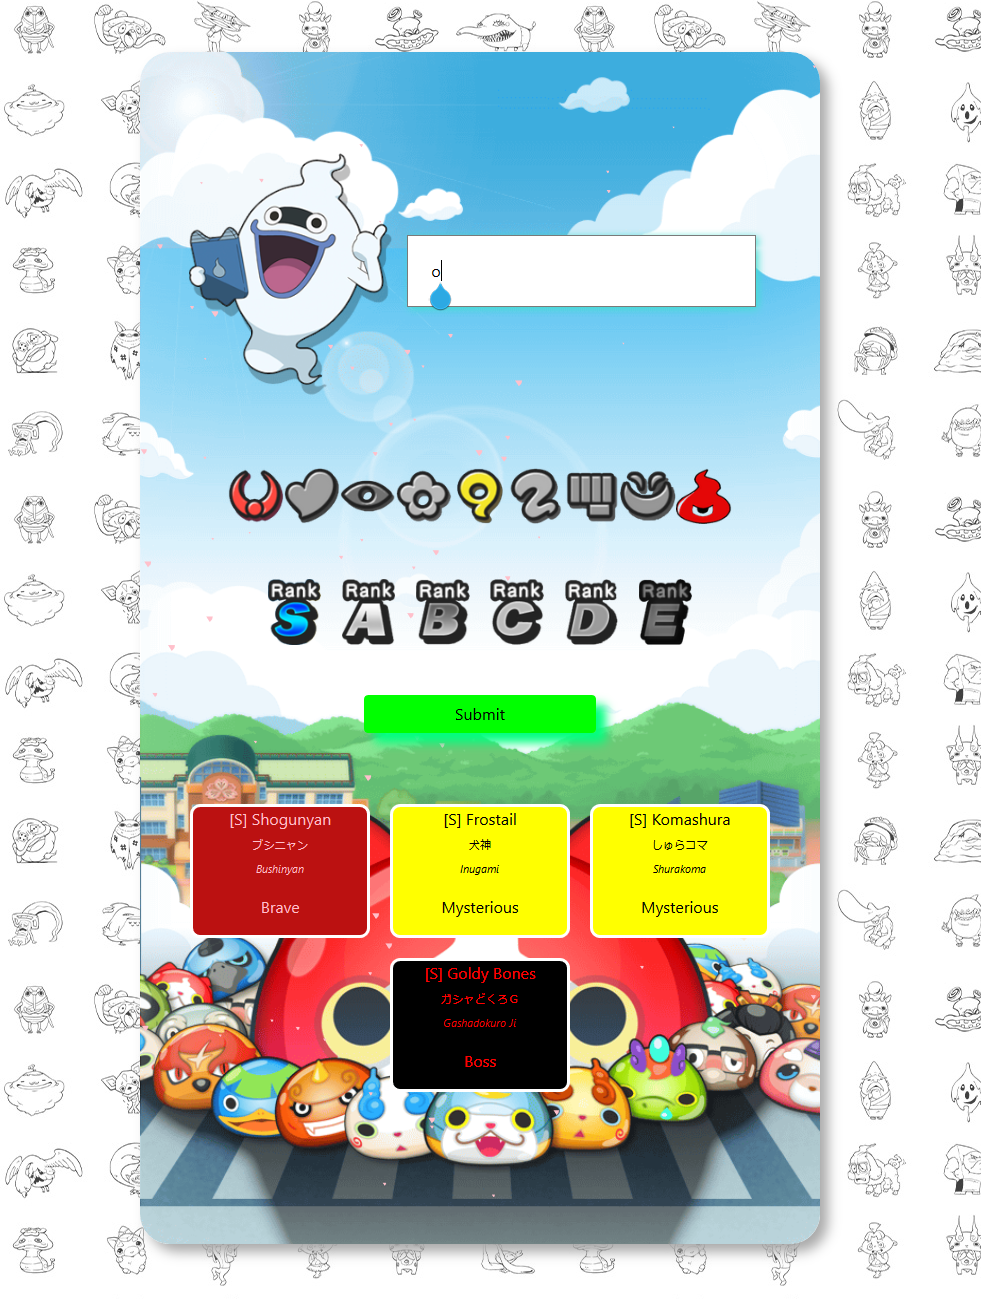 o
Rank Rank Rank Rank Rank Rank
S A B C D E
Submit
[S] Shogunyan
ブシニャン
Bushinyan
Brave
[S] Frostail
犬神
Inugami
Mysterious
[S] Komashura
しゅらコマ
Shurakoma
Mysterious
[S] Goldy Bones
ガシャどくろG
Gashadokuro Ji
Boss